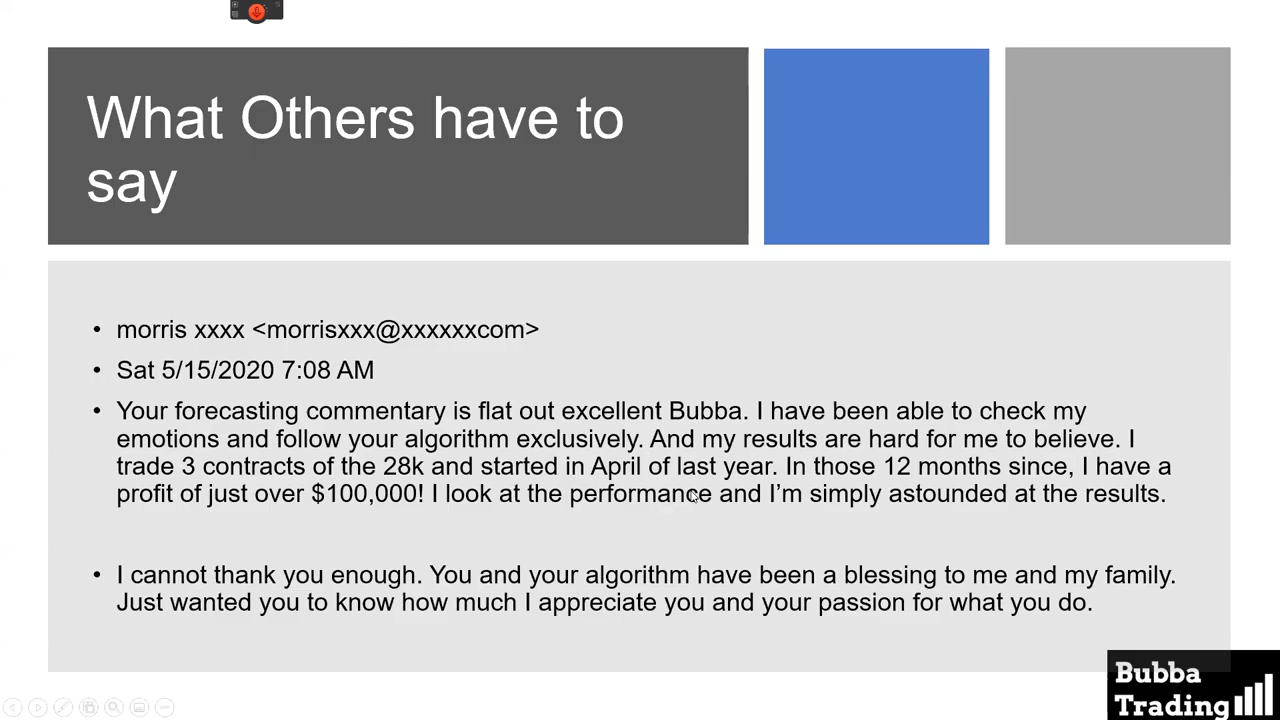 What Others have to
say
• morris xxxx <morrisxxx@xxxxxxcom>
• Sat 5/15/2020 7:08 AM
• Your forecasting commentary is flat out excellent Bubba. I have been able to check my
emotions and follow your algorithm exclusively. And my results are hard for me to believe. I
trade 3 contracts of the 28k and started in April of last year. In those 12 months since, I have a
profit of just over $100,000! I look at the performance and I’m simply astounded at the results.
• I cannot thank you enough. You and your algorithm have been a blessing to me and my family.
Just wanted you to know how much I appreciate you and your passion for what you do.
Bubba
Trading